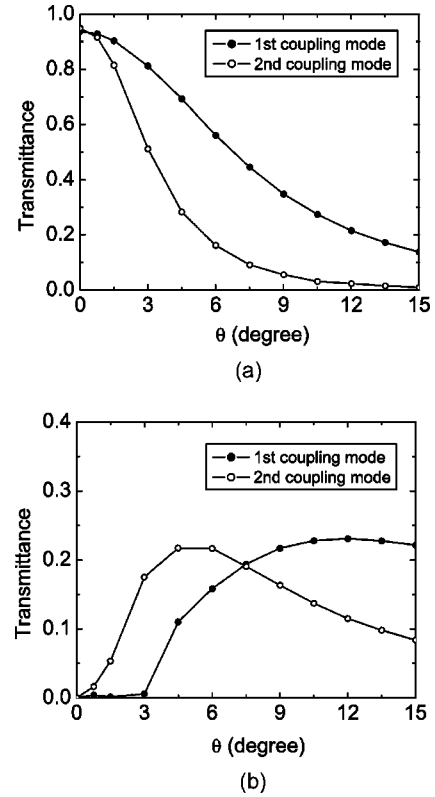 1.0
0.8
0.6
0.4
0.2
0.0
Transmittance
1st coupling mode
2nd coupling mode
0 3 6 9 12 15
θ (degree)
(a)
0.4
0.3
0.2
0.1
0.0
Transmittance
1st coupling mode
2nd coupling mode
0 3 6 9 12 15
θ (degree)
(b)